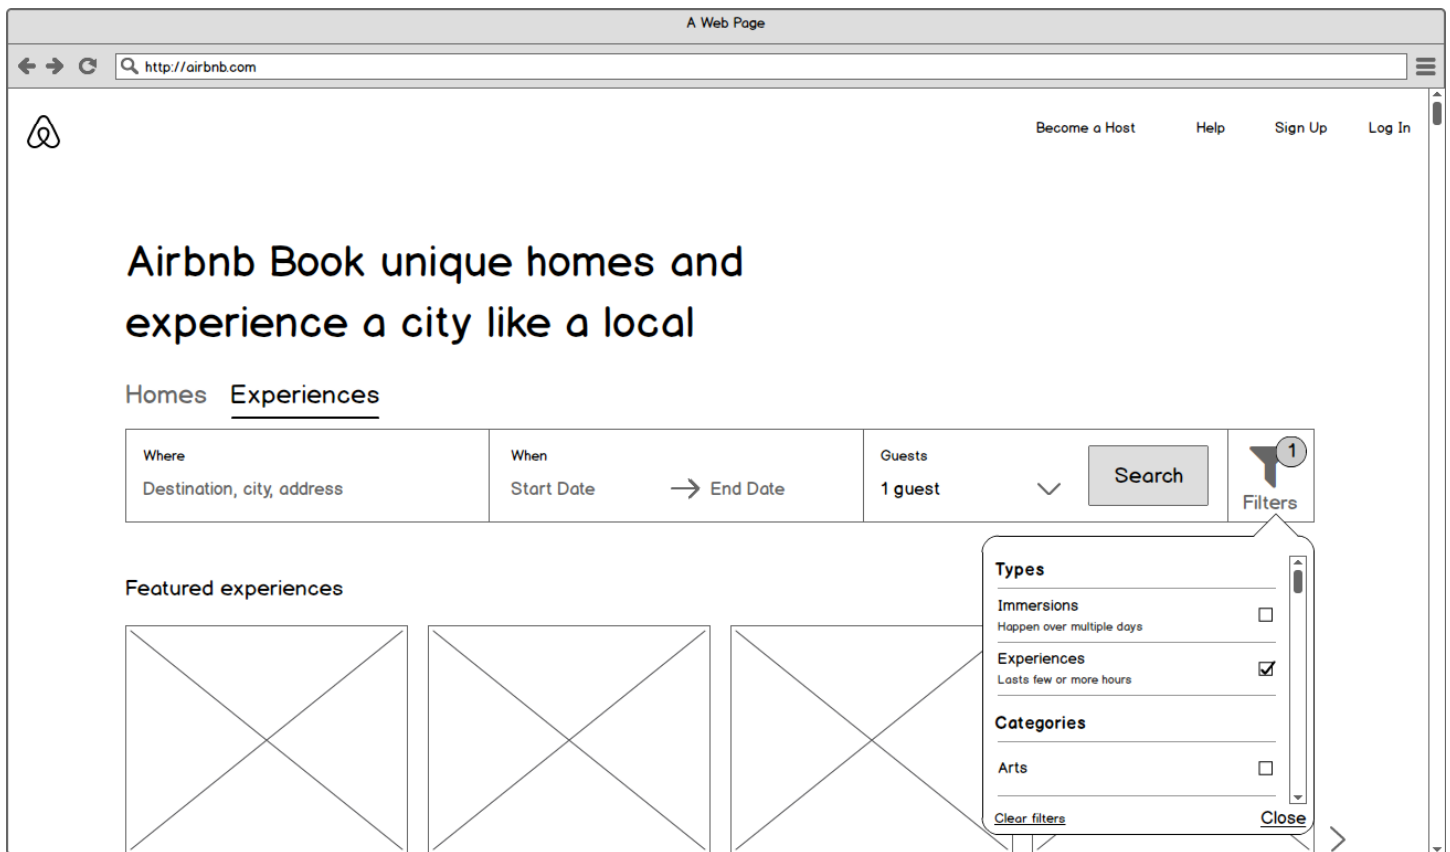 A Web Page
http://airbnb.com
Become a Host Help Sign Up Log In
Airbnb Book unique homes and
experience a city like a local
Homes Experiences
Where When Guests
Destination, city, address Start Date End Date 1 guest
Search
1
Filters
Featured experiences
Types
Immersions
Happen over multiple days
Experiences
Lasts few or more hours
Categories
Arts
Clear filters Close